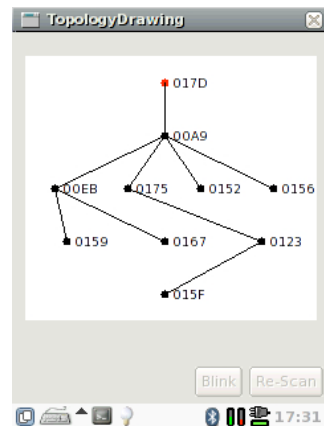 TopologyDrawing
017D
00A9
00EB 0175 0152 0156
0159 0167 0123
015F
Blink Re-Scan
17:31